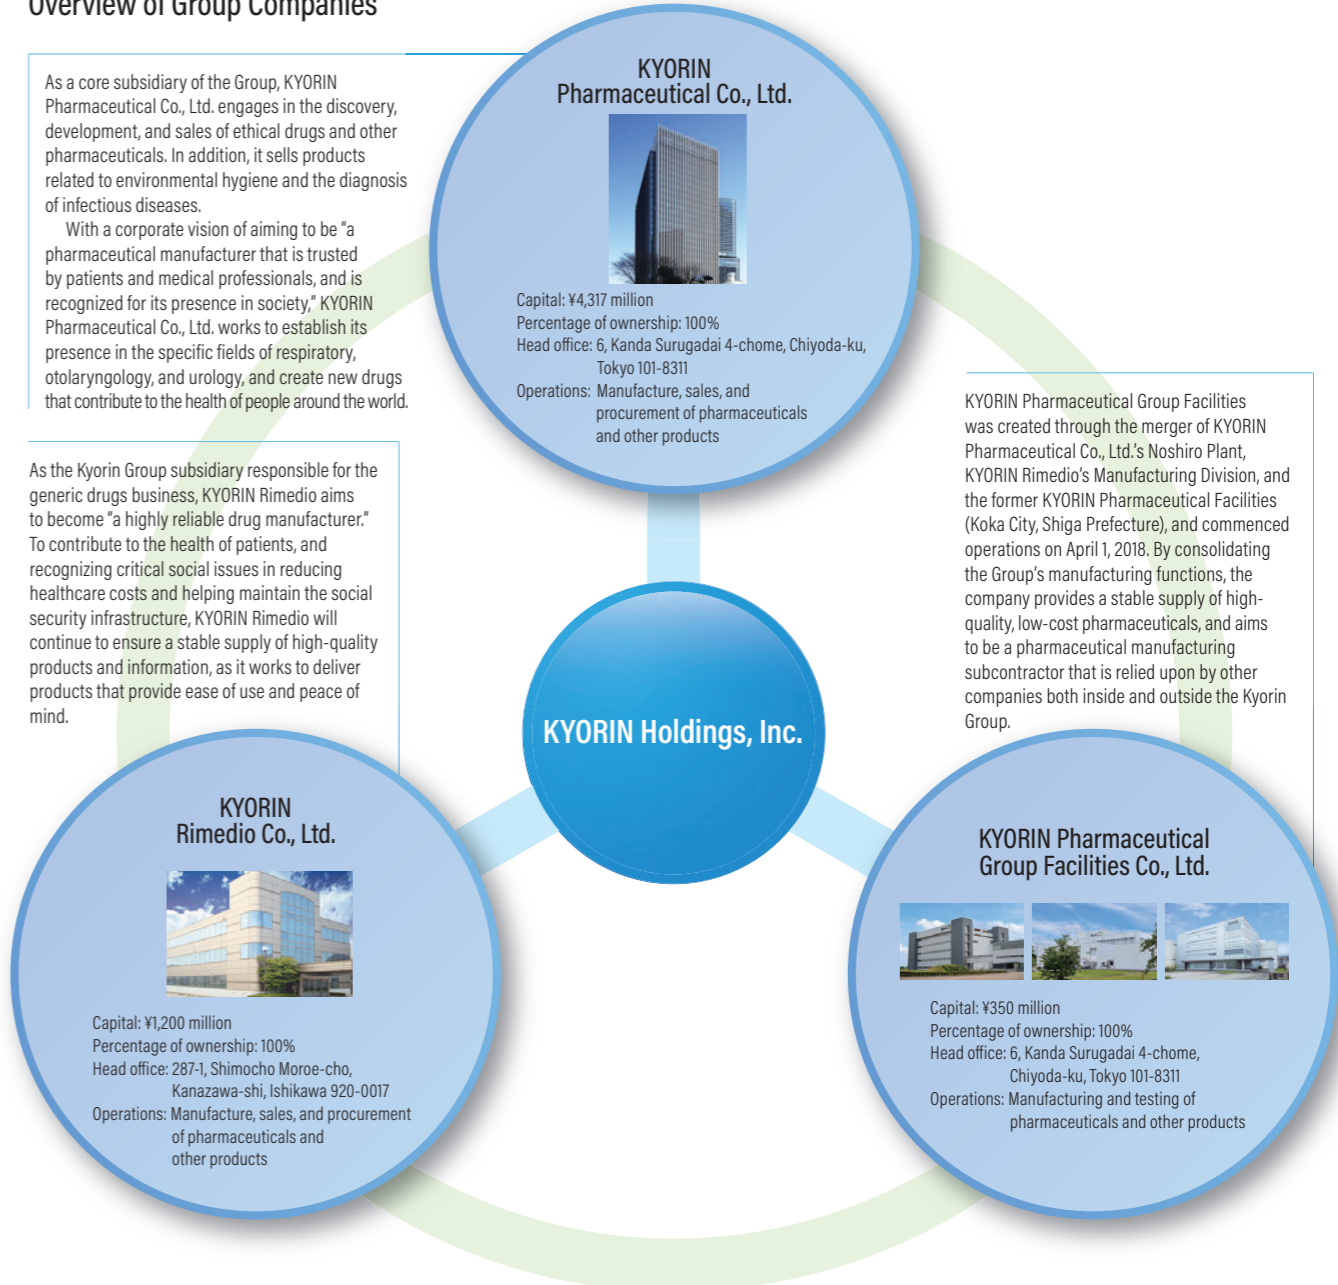 Overview of Group Companies
As a core subsidiary of the Group, KYORIN
Pharmaceutical Co., Ltd. engages in the discovery,
development, and sales of ethical drugs and other
pharmaceuticals. In addition, it sells products
related to environmental hygiene and the diagnosis
of infectious diseases.
With a corporate vision of aiming to be "a
pharmaceutical manufacturer that is trusted
by patients and medical professionals, and is
recognized for its presence in society," KYORIN
Pharmaceutical Co., Ltd. works to establish its
presence in the specific fields of respiratory,
otolaryngology, and urology, and create new drugs
that contribute to the health of people around the world.
KYORIN
Pharmaceutical Co., Ltd.
Capital: ¥4,317 million
Percentage of ownership: 100%
Head office: 6, Kanda Surugadai 4-chome, Chiyoda-ku,
Tokyo 101-8311
Operations: Manufacture, sales, and
procurement of pharmaceuticals
and other products
As the Kyorin Group subsidiary responsible for the
generic drugs business, KYORIN Rimedio aims
to become "a highly reliable drug manufacturer."
To contribute to the health of patients, and
recognizing critical social issues in reducing
healthcare costs and helping maintain the social
security infrastructure, KYORIN Rimedio will
continue to ensure a stable supply of high-quality
products and information, as it works to deliver
products that provide ease of use and peace of
mind.
KYORIN Pharmaceutical Group Facilities
was created through the merger of KYORIN
Pharmaceutical Co., Ltd.'s Noshiro Plant,
KYORIN Rimedio's Manufacturing Division, and
the former KYORIN Pharmaceutical Facilities
(Koka City, Shiga Prefecture), and commenced
operations on April 1, 2018. By consolidating
the Group's manufacturing functions, the
company provides a stable supply of high-
quality, low-cost pharmaceuticals, and aims
to be a pharmaceutical manufacturing
subcontractor that is relied upon by other
companies both inside and outside the Kyorin
Group.
KYORIN Holdings, Inc.
KYORIN
Rimedio Co., Ltd.
Capital: ¥1,200 million
Percentage of ownership: 100%
Head office: 287-1, Shimocho Moroe-cho,
Kanazawa-shi, Ishikawa 920-0017
Operations: Manufacture, sales, and procurement
of pharmaceuticals and
other products
KYORIN Pharmaceutical
Group Facilities Co., Ltd.
Capital: ¥350 million
Percentage of ownership: 100%
Head office: 6, Kanda Surugadai 4-chome,
Chiyoda-ku, Tokyo 101-8311
Operations: Manufacturing and testing of
pharmaceuticals and other products